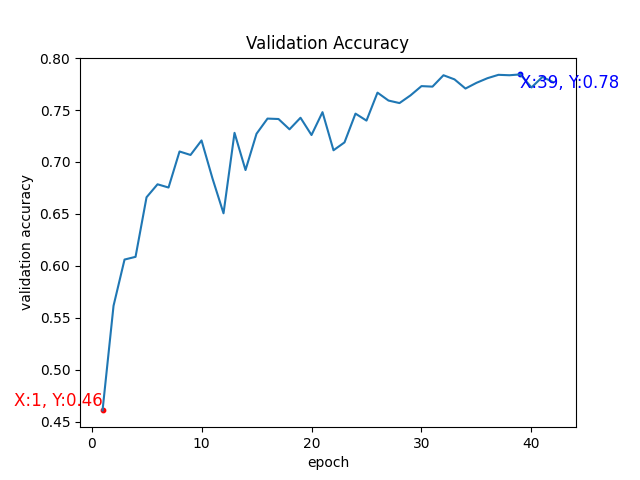 Validation Accuracy
0.80
X:39, Y:0.78
0.75
0.70
0.65
0.60
validation accuracy
0.55
0.50
X:1, Y:0.46
0.45
0 10 20 30 40
epoch